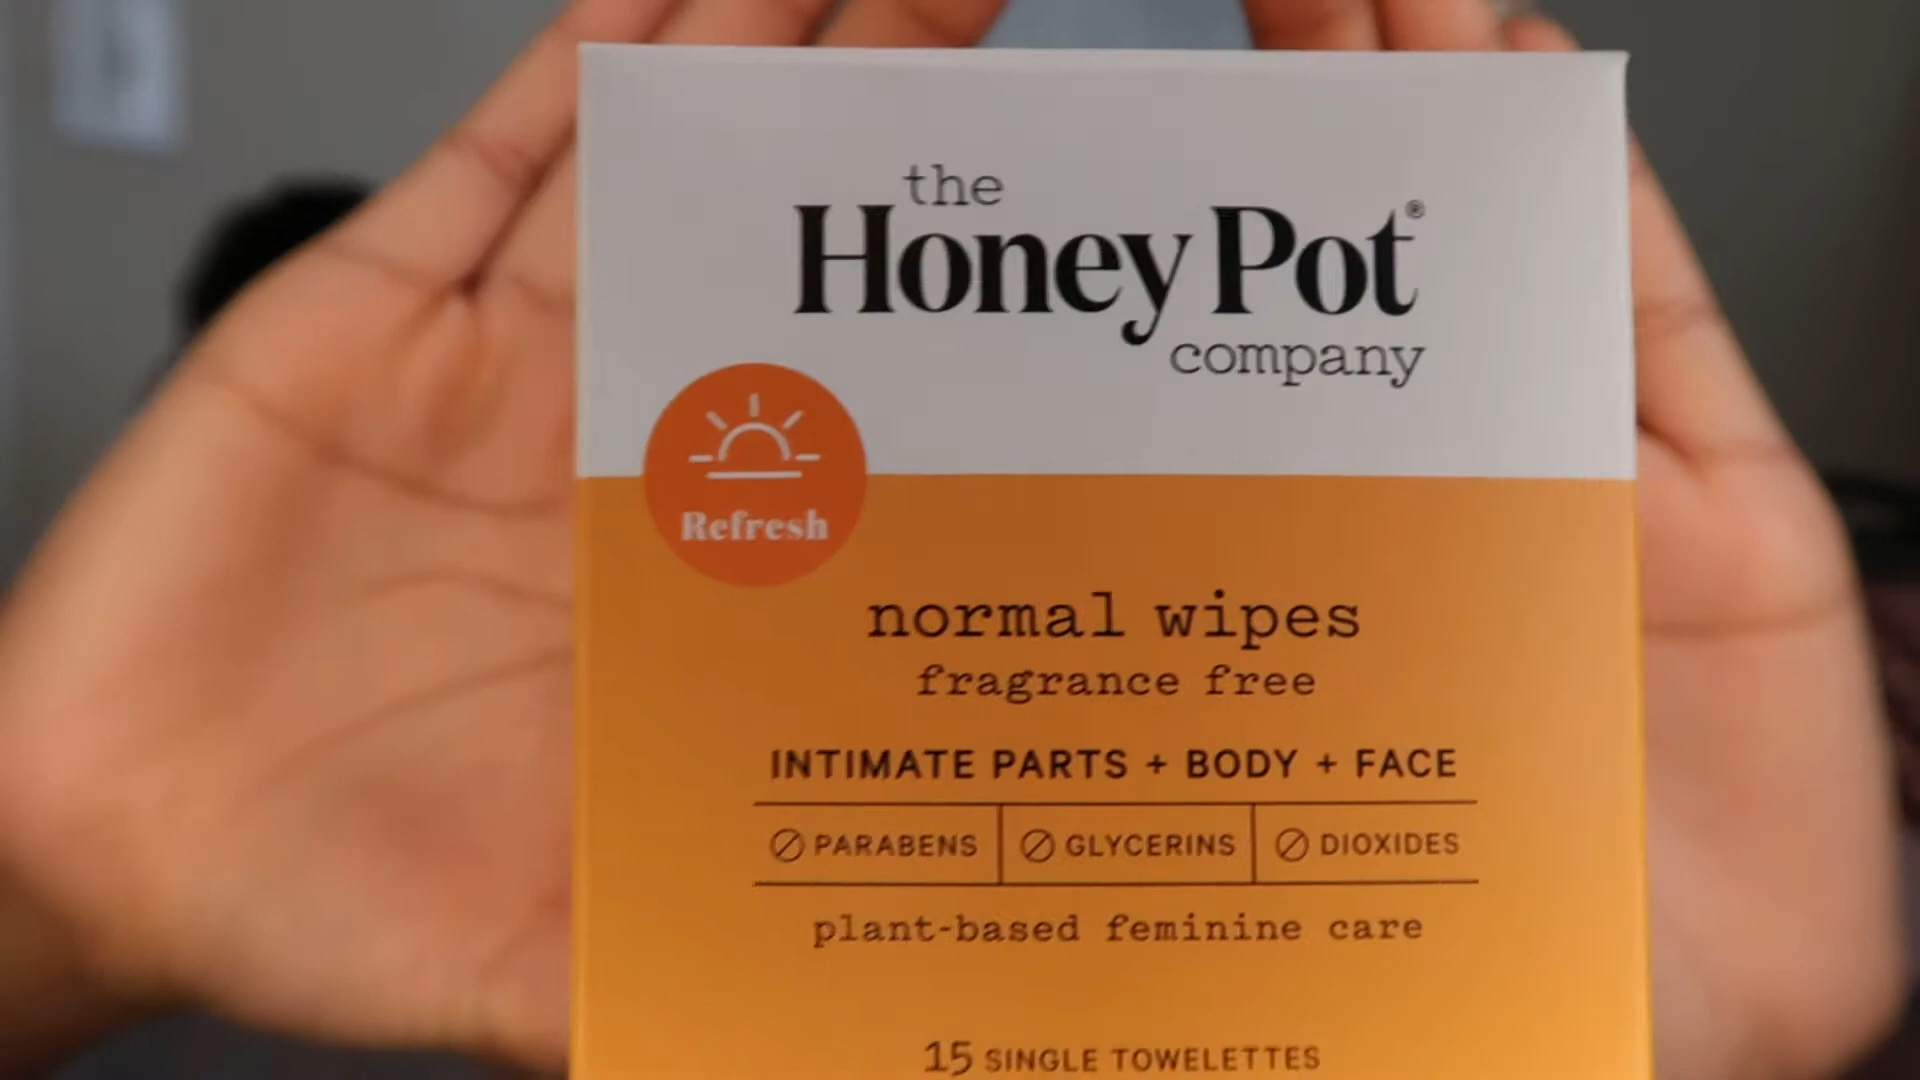 the
Honey Pot®
company
Refresh
normal wipes
fragrance free
INTIMATE PARTS + BODY + FACE
PARABENS GLYCERINS DIOXIDES
plant-based feminine care
15 SINGLE TOWELETTES